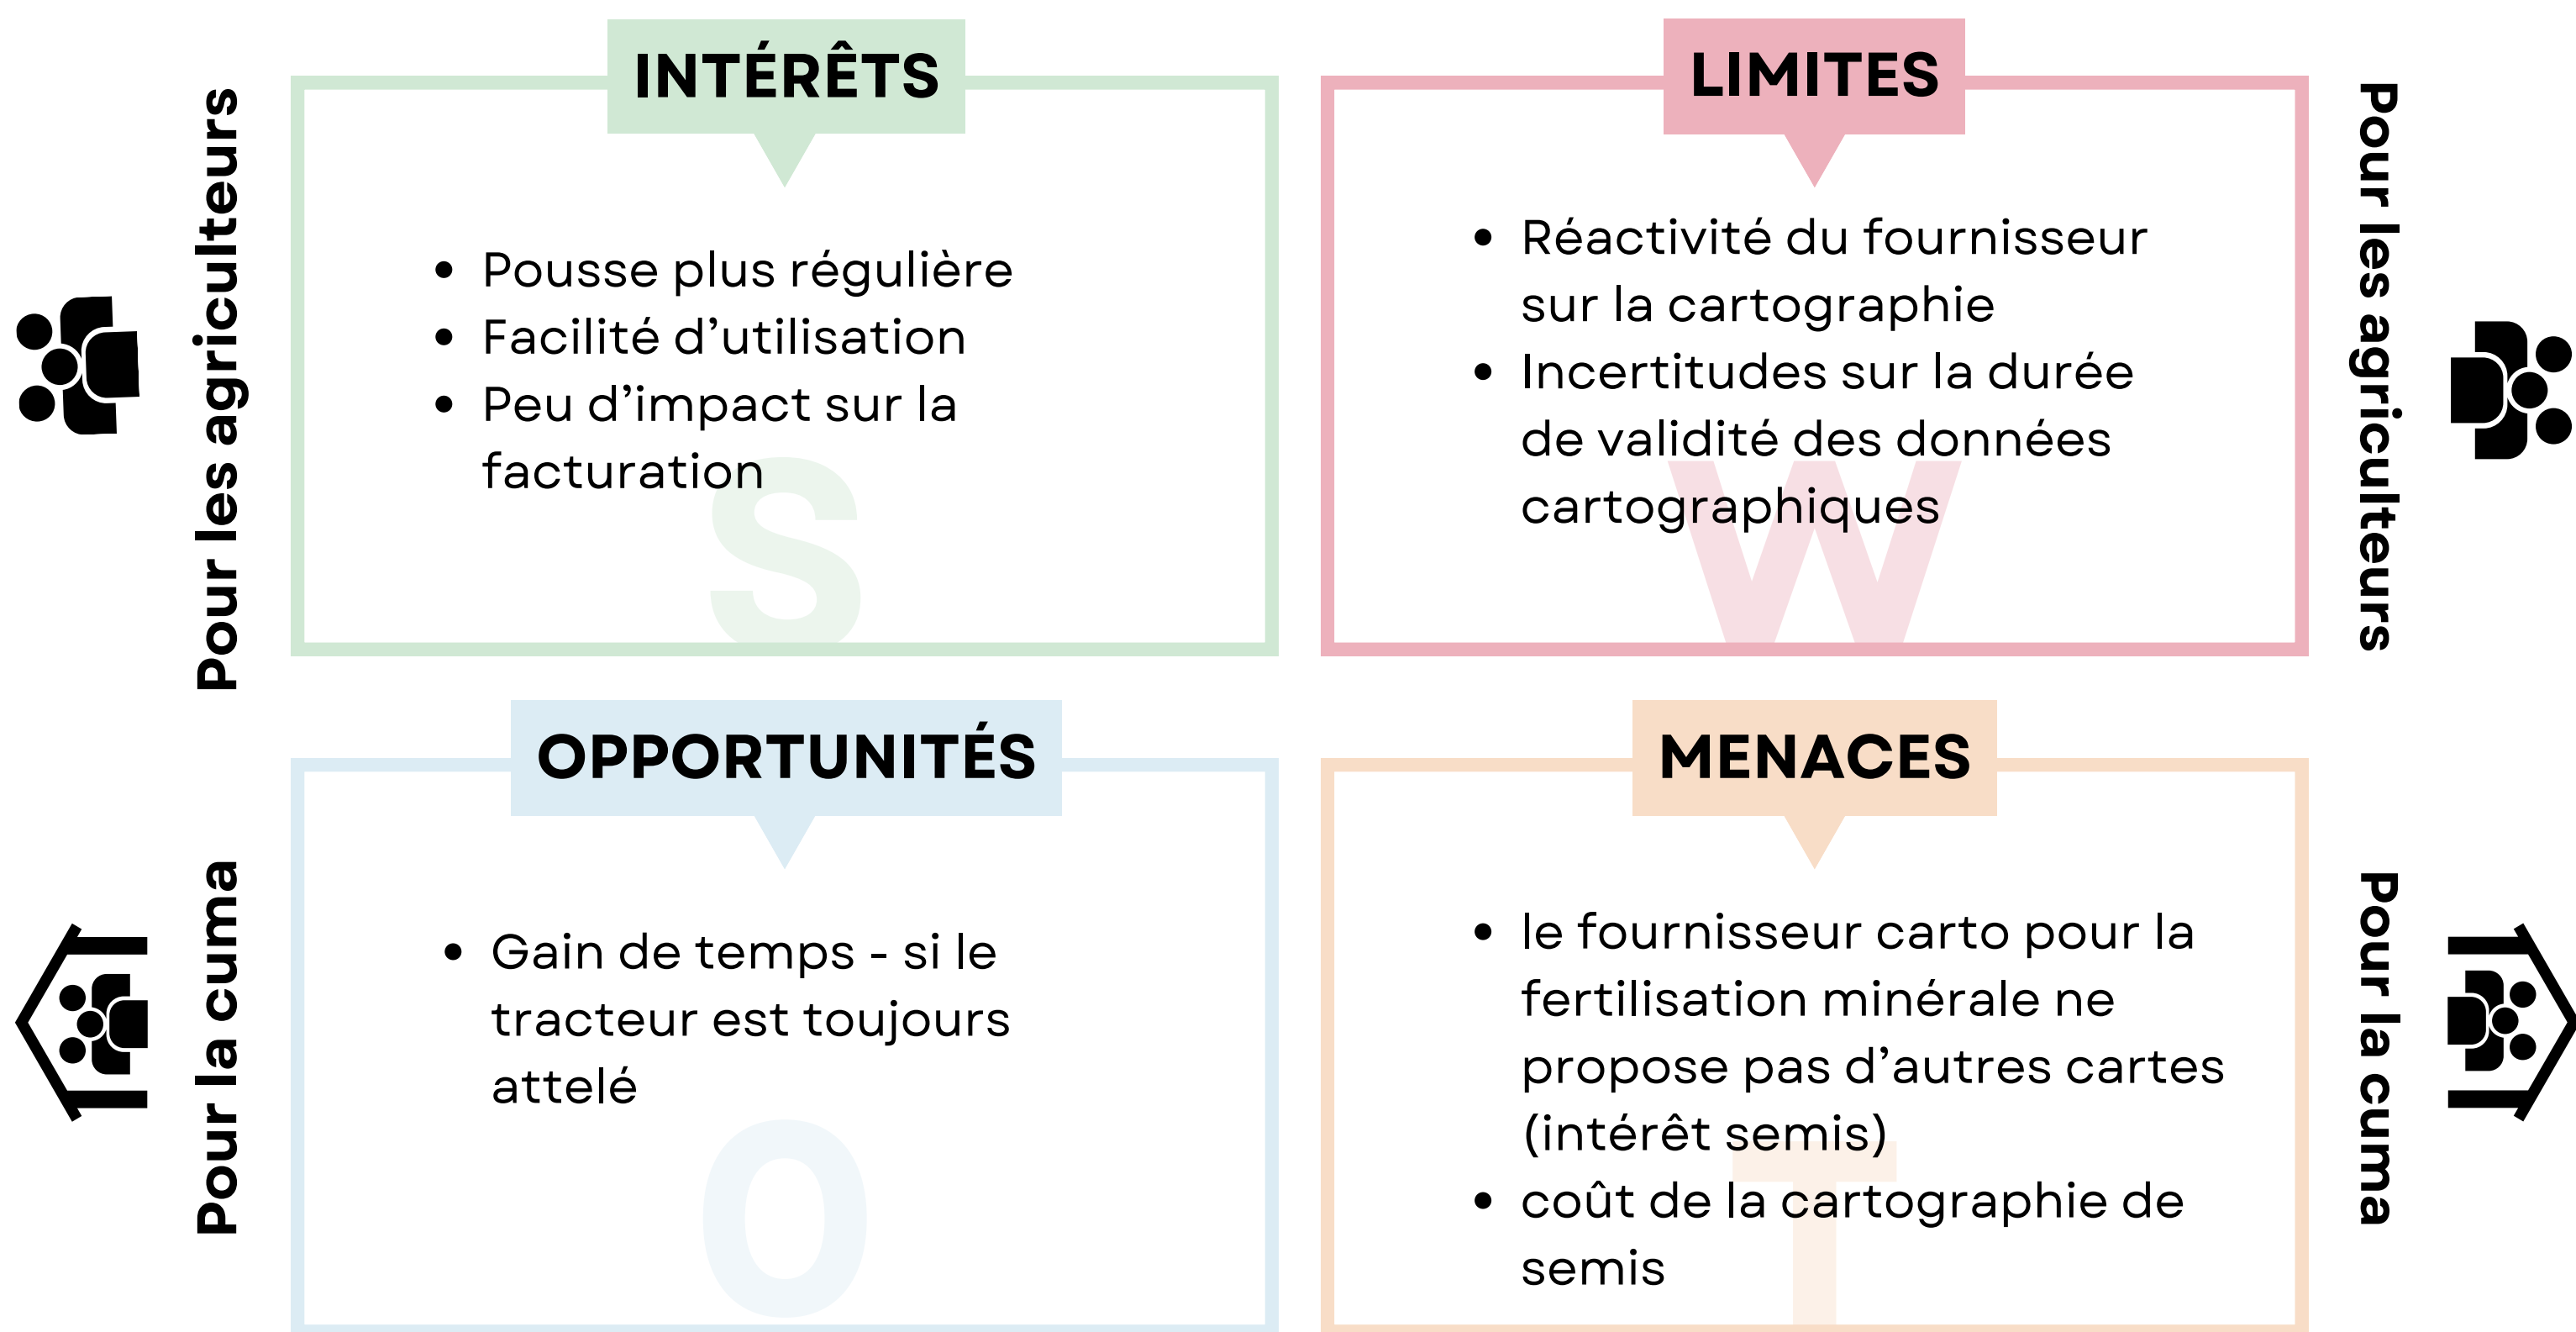 Pour les agriculteurs
INTÉRÊTS
• Pousse plus régulière
• Facilité d’utilisation
• Peu d’impact sur la
facturation
S
LIMITES
• Réactivité du fournisseur
sur la cartographie
• Incertitudes sur la durée
de validité des données
cartographiques
W
Pour les agriculteurs
Pour la cuma
OPPORTUNITÉS
• Gain de temps - si le
tracteur est toujours
attelé
O
MENACES
• le fournisseur carto pour la
fertilisation minérale ne
propose pas d’autres cartes
(intérêt semis)
• coût de la cartographie de
semis
T
Pour la cuma